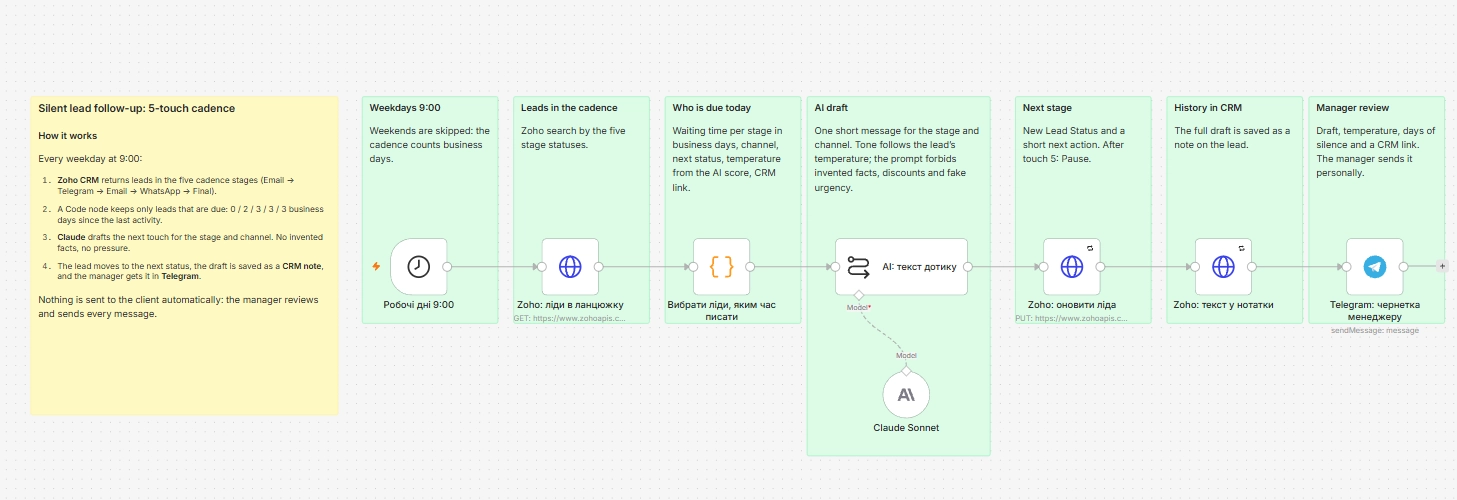 Silent lead follow-up: 5-touch cadence
How it works
Every weekday at 9:00:
1. Zoho CRM returns leads in the five cadence stages (Email →
Telegram → Email → WhatsApp → Final).
2. A Code node keeps only leads that are due: 0 / 2 / 3 / 3 / 3 business
days since the last activity.
3. Claude drafts the next touch for the stage and channel. No invented
facts, no pressure.
4. The lead moves to the next status, the draft is saved as a CRM note,
and the manager gets it in Telegram.
Nothing is sent to the client automatically: the manager reviews
and sends every message.
Weekdays 9:00
Weekends are skipped: the
cadence counts business
days.
Робочі дні 9:00
Leads in the cadence
Zoho search by the five
stage statuses.
Zoho: ліди в ланцюжку
GET: https://www.zohoapis.c...
Who is due today
Waiting time per stage in
business days, channel,
next status, temperature
from the AI score, CRM
link.
Вибрати ліди, яким час
писати
AI draft
One short message for the stage and
channel. Tone follows the lead's
temperature; the prompt forbids
invented facts, discounts and fake
urgency.
AI: текст дотику
Model*
Model
Claude Sonnet
Next stage
New Lead Status and a
short next action. After
touch 5: Pause.
Zoho: оновити ліда
PUT: https://www.zohoapis.c...
History in CRM
The full draft is saved as a
note on the lead.
Zoho: текст у нотатки
Manager review
Draft, temperature, days of
silence and a CRM link.
The manager sends it
personally.
Telegram: чернетка
менеджеру
sendMessage: message